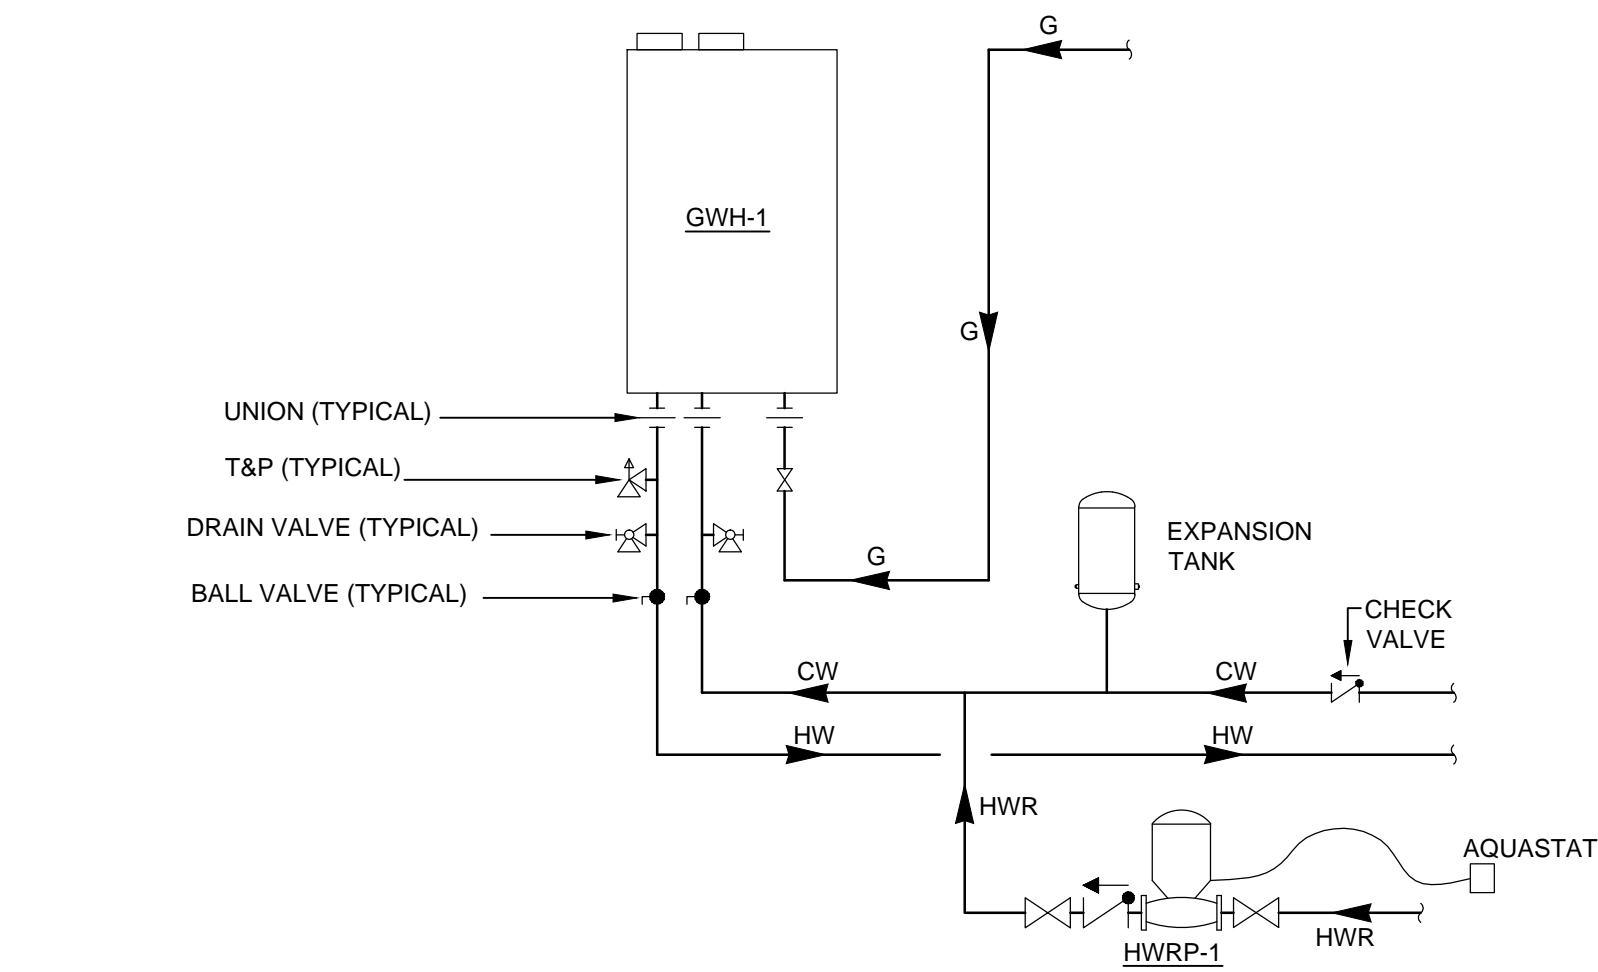 G
GWH-1
G
UNION (TYPICAL)
T&P (TYPICAL)
DRAIN VALVE (TYPICAL)
EXPANSION
TANK
G
BALL VALVE (TYPICAL)
CHECK
VALVE
CW
CW
HW
HW
HWR
AQUASTAT
HWR
HWRP-1